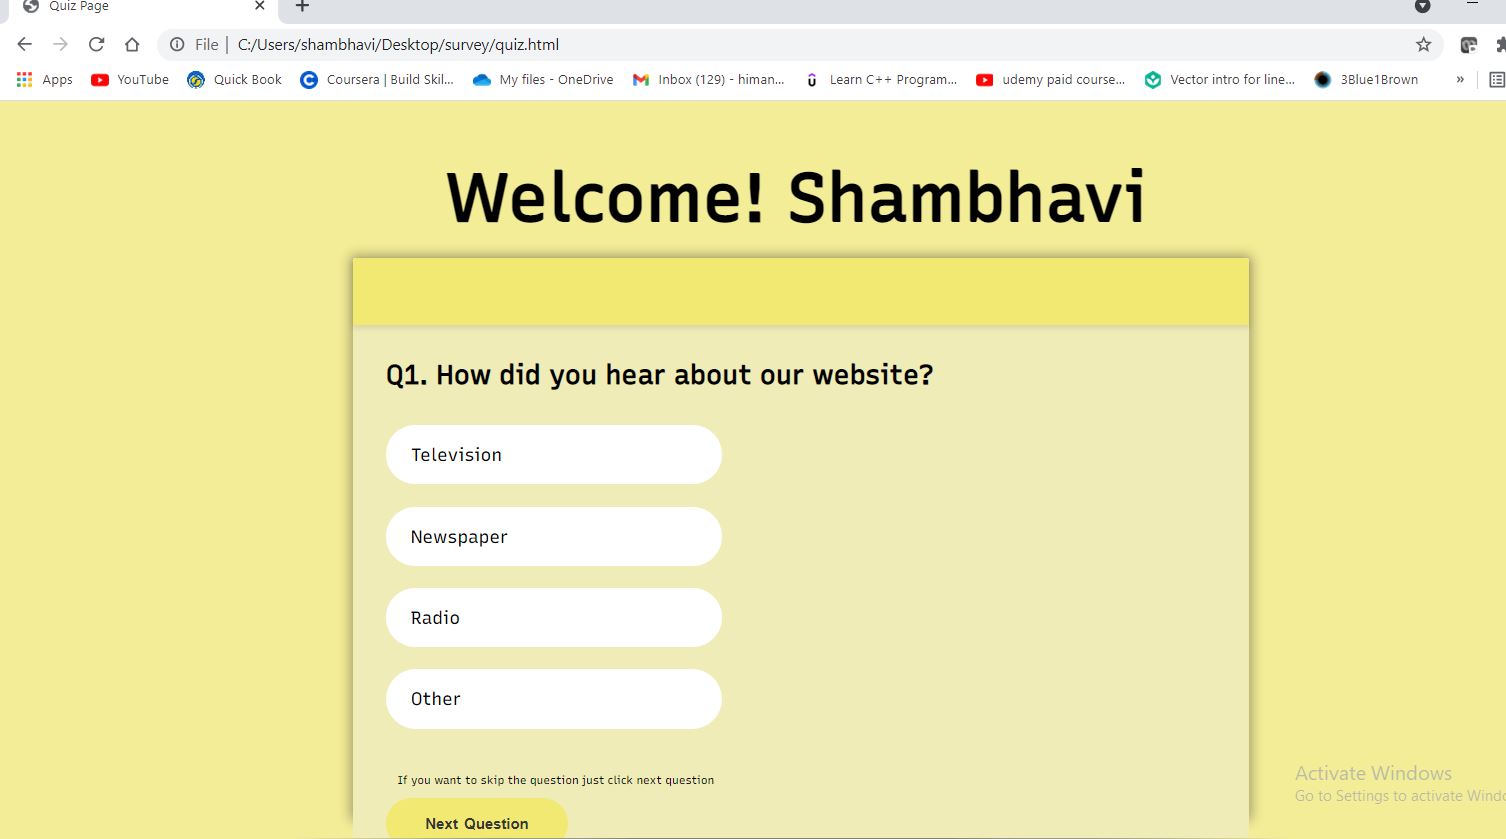 Quiz Page
File | C:/Users/shambhavi/Desktop/survey/quiz.html
Apps YouTube Quick Book Coursera | Build Skil... My files - OneDrive Inbox (129) - himan... Learn C++ Program... udemy paid course... Vector intro for line... 3Blue1Brown »
Welcome! Shambhavi
Q1. How did you hear about our website?
Television
Newspaper
Radio
Other
If you want to skip the question just click next question
Next Question
Activate Windows
Go to Settings to activate Windo